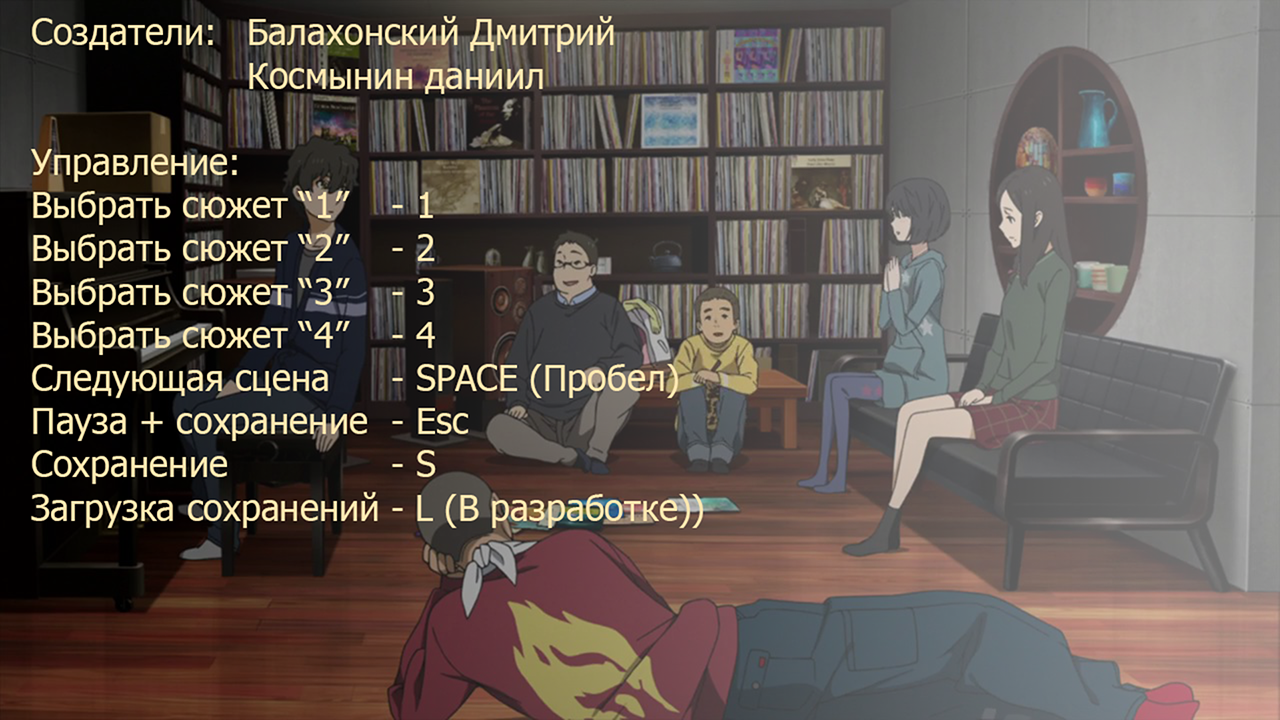 Создатели: Балахонский Дмитрий
Космынин даниил
Управление:
Выбрать сюжет “1” - 1
Выбрать сюжет “2” - 2
Выбрать сюжет “3” - 3
Выбрать сюжет “4” - 4
Следующая сцена - SPACE (Пробел)
Пауза + сохранение - Esc
Сохранение - S
Загрузка сохранений - L (В разработке))